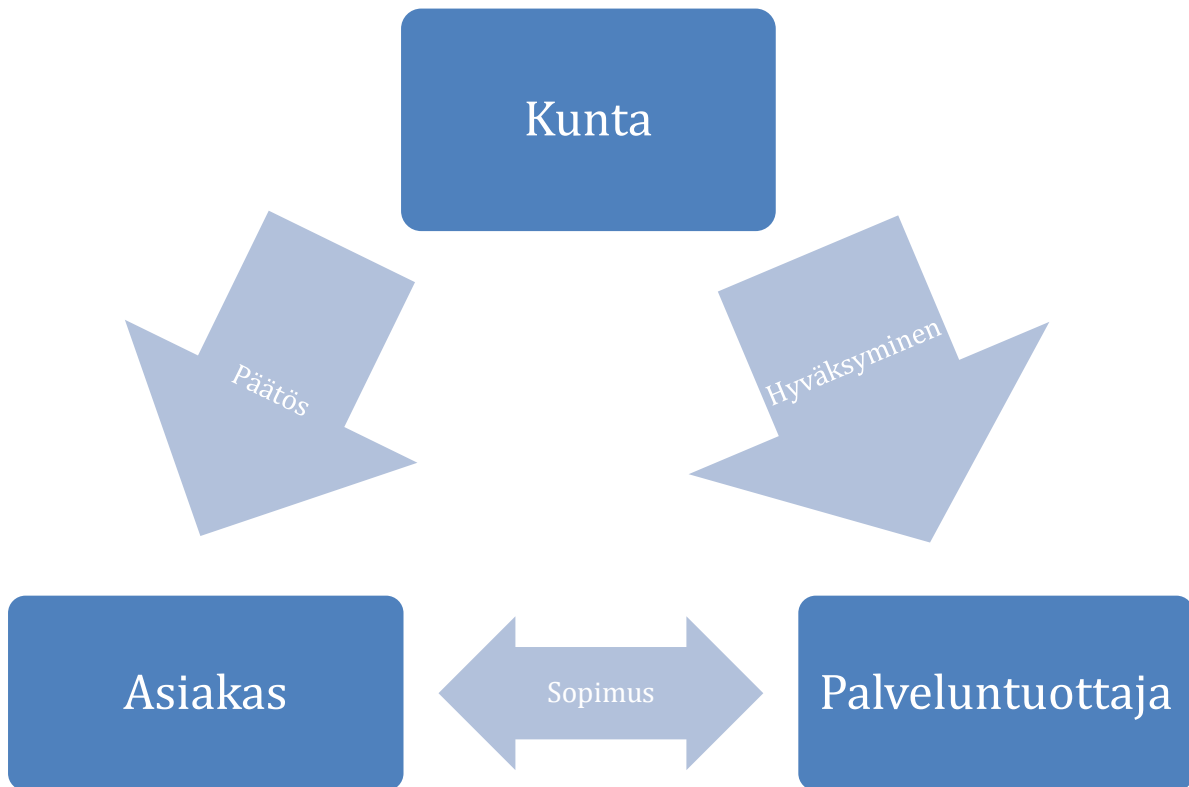 Kunta
Päätös
Hyväksyminen
Asiakas
Sopimus
Palveluntuottaja